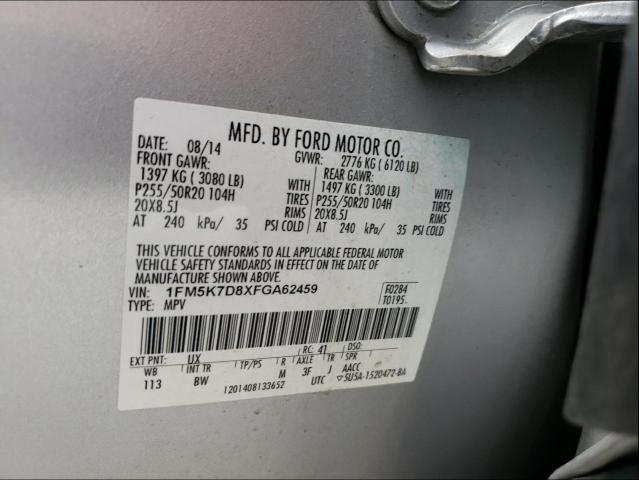 MFD. BY FORD MOTOR CO.
DATE: 08/14 GVWR: 2776 KG ( 6120 LB)
FRONT GAWR: REAR GAWR:
1397 KG ( 3080 LB) WITH 1497 KG ( 3300 LB) WITH
P255/50R20 104H TIRES P255/50R20 104H TIRES
20X8.5J RIMS 20X8.5J RIMS
AT 240 kPa/ 35 PSI COLD AT 240 kPa/ 35 PSI COLD
THIS VEHICLE CONFORMS TO ALL APPLICABLE FEDERAL MOTOR
VEHICLE SAFETY STANDARDS IN EFFECT ON THE DATE OF MANUFACTURE
SHOWN ABOVE.
VIN: 1FM5K7D8XFGA62459 F0284
TYPE: MPV T0195.
EXT PNT: UX RC: 41 DSO:
WB INT TR TP/PS R AXLE TR SPR
113 BW M 3F J AACC
1201408133652 UTC ▽5U5A-1520472-BA